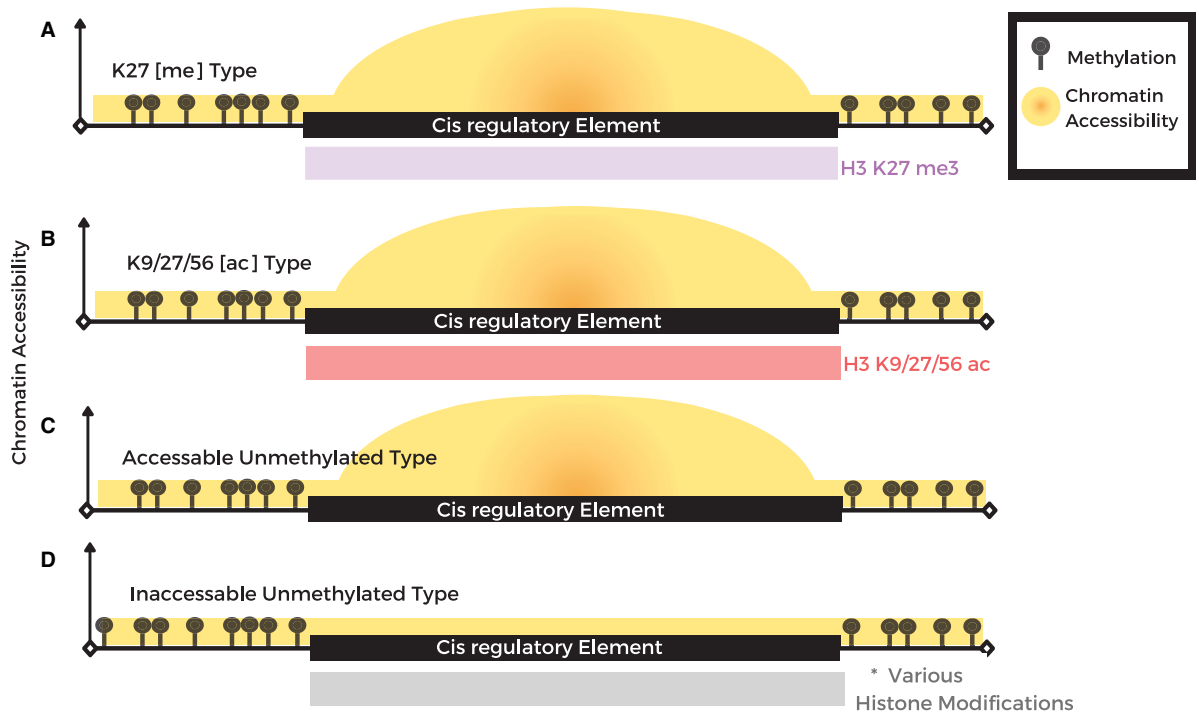 Chromatin Accessibility
A
K27 [me] Type
Cis regulatory Element
H3 K27 me3
Methylation
Chromatin
Accessibility
B
K9/27/56 [ac] Type
Cis regulatory Element
H3 K9/27/56 ac
C
Accessable Unmethylated Type
Cis regulatory Element
D
Inaccessable Unmethylated Type
Cis regulatory Element
* Various
Histone Modifications